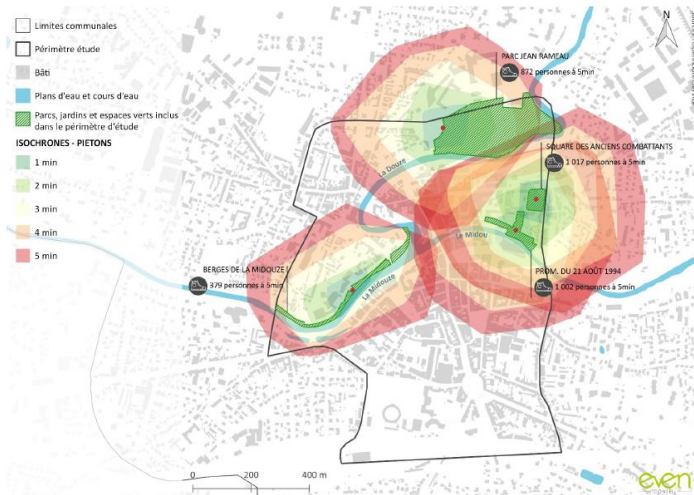 Limites communales
Périmètre étude
Bâti
Plans d'eau et cours d'eau
Parcs, jardins et espaces verts inclus
dans le périmètre d'étude
ISOCHRONES - PIETONS
1 min
2 min
3 min
4 min
5 min
N
PARC JEAN RAMEAU
872 personnes à 5min
SQUARE DES ANCIENS COMBATTANTS
1 017 personnes à 5min
La Douze
Le Midou
BERGES DE LA MIDOUZE
379 personnes à 5min
La Midouze
PROM. DU 21 AOÛT 1994
1 002 personnes à 5min
0 200 400 m
even